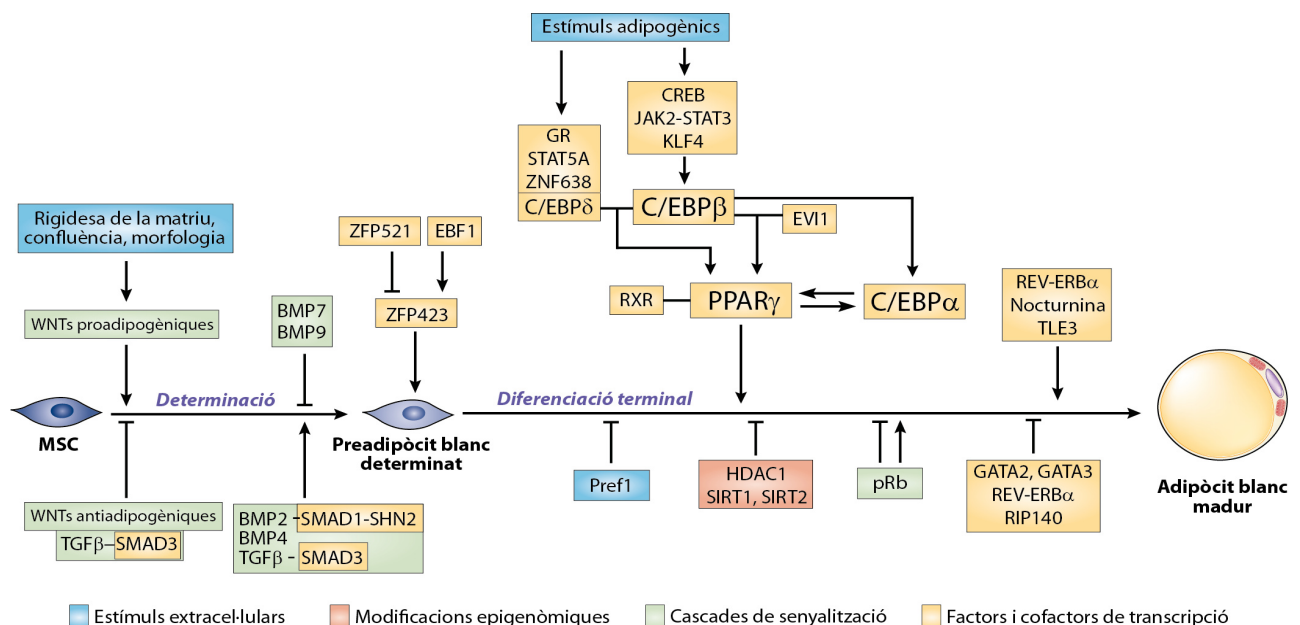 Estímuls adipogènics
CREB
JAK2-STAT3
KLF4
GR
STAT5A
ZNF638
C/EBPδ
C/EBPβ
EVI1
Rigidesa de la matriu,
confluència, morfologia
ZFP521
EBF1
WNTs proadipogèniques
BMP7
BMP9
ZFP423
RXR
PPARγ
C/EBPα
REV-ERBα
Nocturnina
TLE3
Determinació
Diferenciació terminal
MSC
Preadipòcit blanc
determinat
Pref1
HDAC1
SIRT1, SIRT2
pRb
GATA2, GATA3
REV-ERBα
RIP140
Adipòcit blanc
madur
WNTs antiadipogèniques
TGFβ–SMAD3
BMP2 -SMAD1-SHN2
BMP4
TGFβ - SMAD3
Estímuls extracel·lulars
Modificacions epigenòmiques
Cascades de senyalització
Factors i cofactors de transcripció